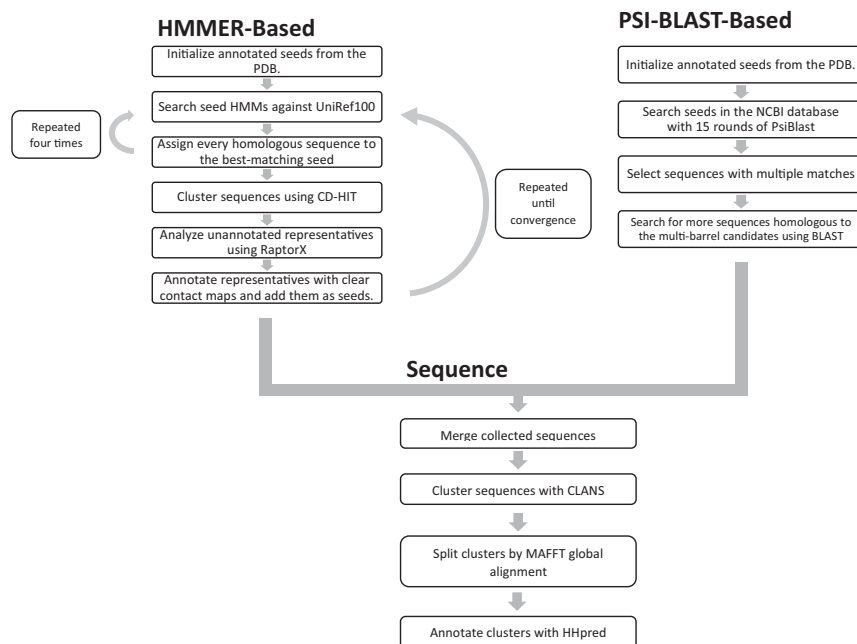 HMMER-Based
Initialize annotated seeds from the
PDB.
Search seed HMMs against UniRef100
Repeated
four times
Assign every homologous sequence to
the best-matching seed
Cluster sequences using CD-HIT
Repeated
until
convergence
Analyze unannotated representatives
using RaptorX
Annotate representatives with clear
contact maps and add them as seeds.
PSI-BLAST-Based
Initialize annotated seeds from the PDB.
Search seeds in the NCBI database
with 15 rounds of PsiBlast
Select sequences with multiple matches
Search for more sequences homologous to
the multi-barrel candidates using BLAST
Sequence
Merge collected sequences
Cluster sequences with CLANS
Split clusters by MAFFT global
alignment
Annotate clusters with HHpred